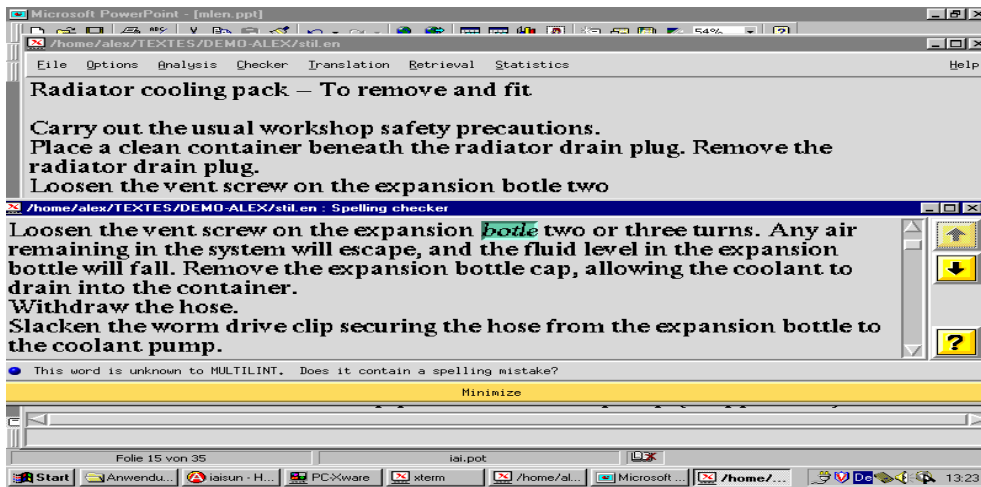 Microsoft PowerPoint - [mlen.ppt]
54%
/home/alex/TEXTES/DEMO-ALEX/stil.en
File Options Analysis Checker Translation Retrieval Statistics Help
Radiator cooling pack – To remove and fit
Carry out the usual workshop safety precautions.
Place a clean container beneath the radiator drain plug. Remove the
radiator drain plug.
Loosen the vent screw on the expansion botle two
/home/alex/TEXTES/DEMO-ALEX/stil.en : Spelling checker
Loosen the vent screw on the expansion botle two or three turns. Any air
remaining in the system will escape, and the fluid level in the expansion
bottle will fall. Remove the expansion bottle cap, allowing the coolant to
drain into the container.
Withdraw the hose.
Slacken the worm drive clip securing the hose from the expansion bottle to
the coolant pump.
?
This word is unknown to MULTILINT. Does it contain a spelling mistake?
Minimize
Folie 15 von 35 iai.pot
Start Anwendu... iaisun - H... PC-Xware xterm /home/al... Microsoft ... /home/... De 13:23